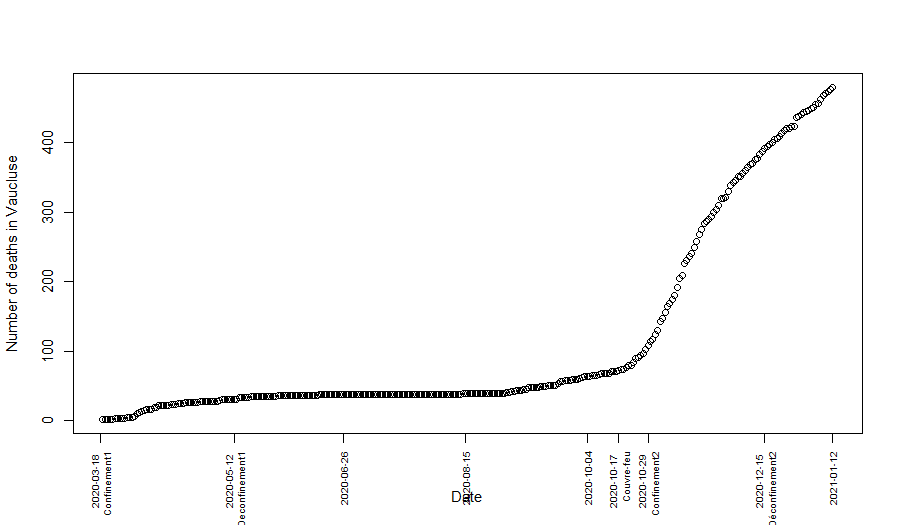 Number of deaths in Vaucluse
400
300
200
100
0
2020-03-18
Confinement1
2020-05-12
Deconfinement1
2020-06-26
2020-08-15
2020-10-04
2020-10-17
Couvre-feu
2020-10-29
Confinement2
2020-12-15
Déconfinement2
2021-01-12
Date